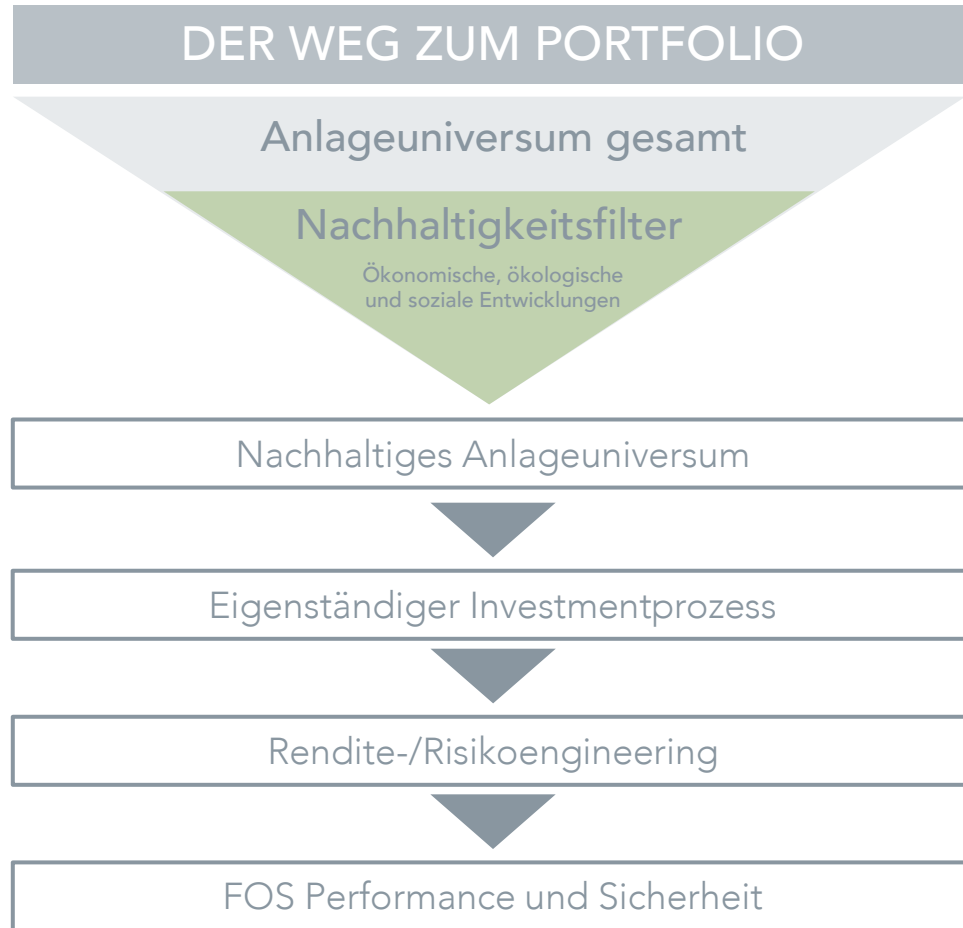 DER WEG ZUM PORTFOLIO
Anlageuniversum gesamt
Nachhaltigkeitsfilter
Ökonomische, ökologische
und soziale Entwicklungen
Nachhaltiges Anlageuniversum
Eigenständiger Investmentprozess
Rendite-/Risikoengineering
FOS Performance und Sicherheit